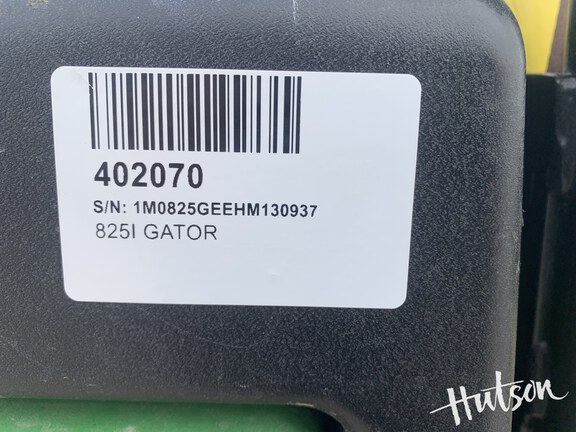 402070
S/N: 1M0825GEEHM130937
825I GATOR
Hutson